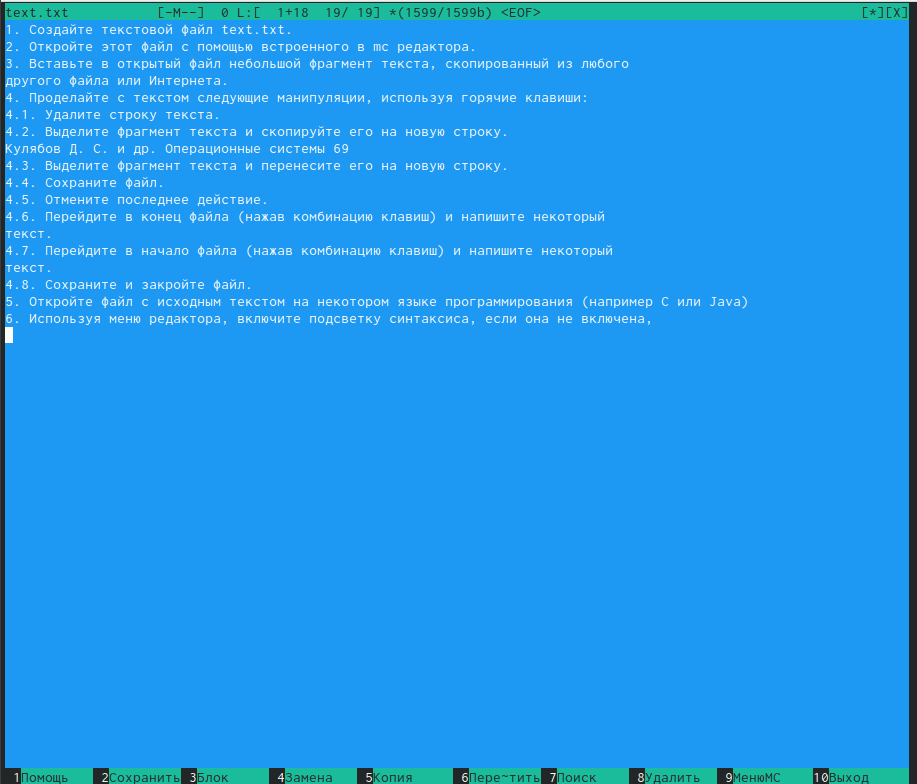 text.txt [-M--] 0 L:[ 1+18 19/ 19] *(1599/1599b) <EOF> [*][X]
1. Создайте текстовой файл text.txt.
2. Откройте этот файл с помощью встроенного в mc редактора.
3. Вставьте в открытый файл небольшой фрагмент текста, скопированный из любого
другого файла или Интернета.
4. Проделайте с текстом следующие манипуляции, используя горячие клавиши:
4.1. Удалите строку текста.
4.2. Выделите фрагмент текста и скопируйте его на новую строку.
Кулябов Д. С. и др. Операционные системы 69
4.3. Выделите фрагмент текста и перенесите его на новую строку.
4.4. Сохраните файл.
4.5. Отмените последнее действие.
4.6. Перейдите в конец файла (нажав комбинацию клавиш) и напишите некоторый
текст.
4.7. Перейдите в начало файла (нажав комбинацию клавиш) и напишите некоторый
текст.
4.8. Сохраните и закройте файл.
5. Откройте файл с исходным текстом на некотором языке программирования (например C или Java)
6. Используя меню редактора, включите подсветку синтаксиса, если она не включена,
1Помощь 2Сохранить 3Блок 4Замена 5Копия 6Пере~тить 7Поиск 8Удалить 9МенюMC 10Выход